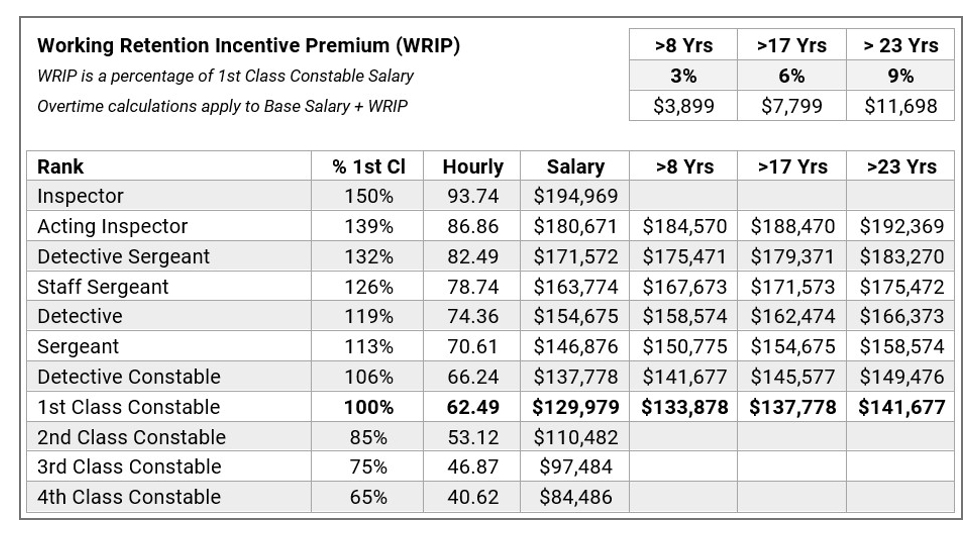 Working Retention Incentive Premium (WRIP) >8 Yrs >17 Yrs > 23 Yrs
WRIP is a percentage of 1st Class Constable Salary 3% 6% 9%
Overtime calculations apply to Base Salary + WRIP $3,899 $7,799 $11,698
Rank % 1st Cl Hourly Salary >8 Yrs >17 Yrs >23 Yrs
Inspector 150% 93.74 $194,969
Acting Inspector 139% 86.86 $180,671 $184,570 $188,470 $192,369
Detective Sergeant 132% 82.49 $171,572 $175,471 $179,371 $183,270
Staff Sergeant 126% 78.74 $163,774 $167,673 $171,573 $175,472
Detective 119% 74.36 $154,675 $158,574 $162,474 $166,373
Sergeant 113% 70.61 $146,876 $150,775 $154,675 $158,574
Detective Constable 106% 66.24 $137,778 $141,677 $145,577 $149,476
1st Class Constable 100% 62.49 $129,979 $133,878 $137,778 $141,677
2nd Class Constable 85% 53.12 $110,482
3rd Class Constable 75% 46.87 $97,484
4th Class Constable 65% 40.62 $84,486